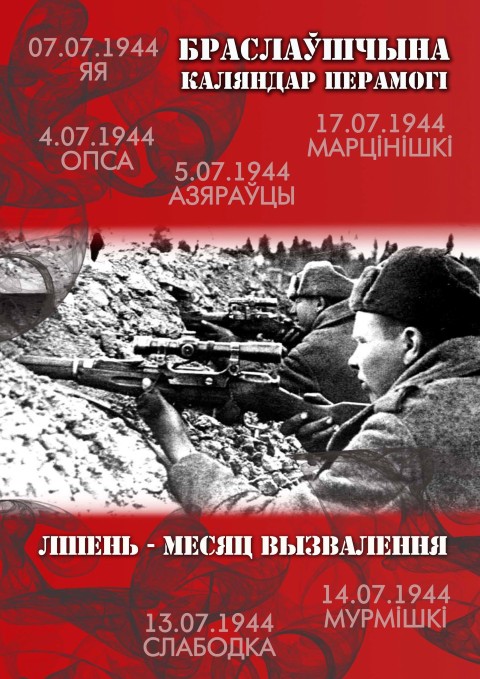 07.07.1944
ЯЯ
БРАСЛАЎШЧЫНА
КАЛЯНДАР ПЕРАМОГІ
4.07.1944
ОПСА
17.07.1944
МАРЦІНІШКІ
5.07.1944
АЗЯРАЎЦЫ
ЛІПЕНЬ - МЕСЯЦ ВЫЗВАЛЕННЯ
14.07.1944
МУРМІШКІ
13.07.1944
СЛАБОДКА